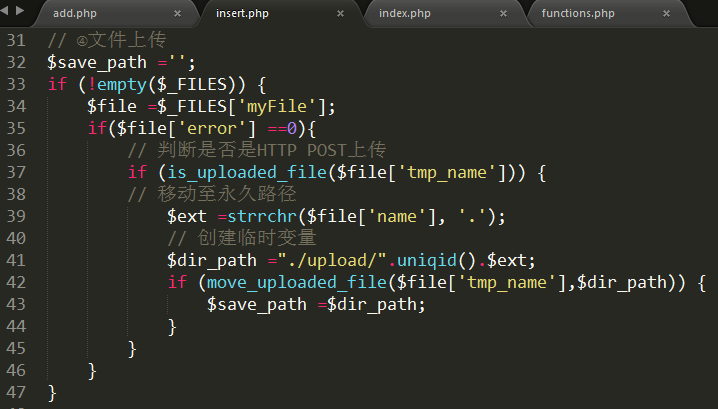 add.php × insert.php × index.php × functions.php ×
31 // ④文件上传
32 $save_path ='';
33 if (!empty($_FILES)) {
34 $file =$_FILES['myFile'];
35 if($file['error'] ==0){
36 // 判断是否是HTTP POST上传
37 if (is_uploaded_file($file['tmp_name'])) {
38 // 移动至永久路径
39 $ext =strrchr($file['name'], '.');
40 // 创建临时变量
41 $dir_path ="./upload/".uniqid().$ext;
42 if (move_uploaded_file($file['tmp_name'],$dir_path)) {
43 $save_path =$dir_path;
44 }
45 }
46 }
47 }